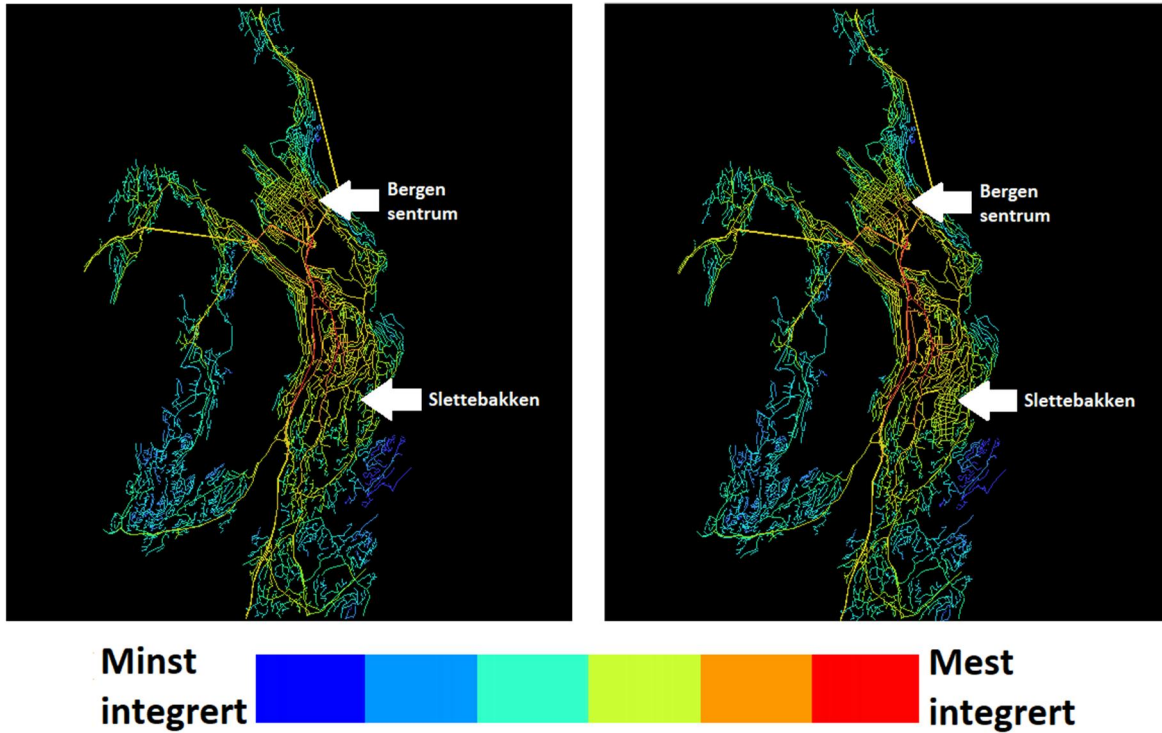 Bergen
sentrum
Slettebakken
Bergen
sentrum
Slettebakken
Minst
integrert
Mest
integrert